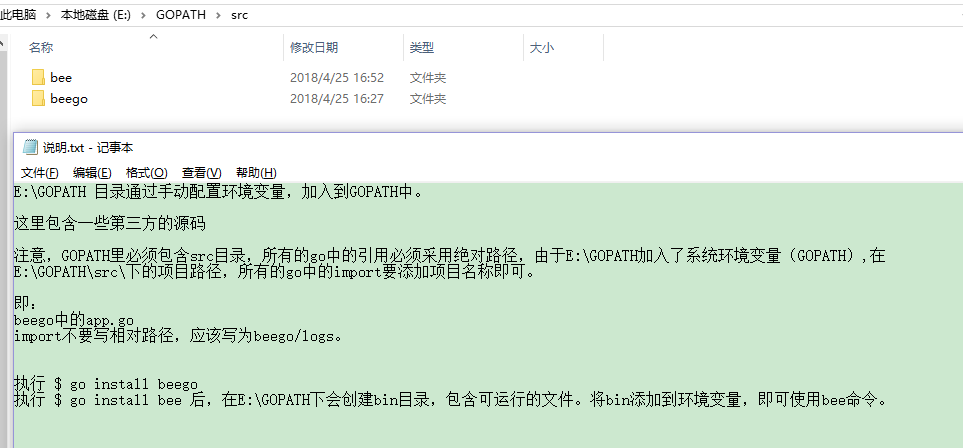 此电脑 › 本地磁盘 (E:) › GOPATH › src
名称 修改日期 类型 大小
bee 2018/4/25 16:52 文件夹
beego 2018/4/25 16:27 文件夹
说明.txt - 记事本
文件(F) 编辑(E) 格式(O) 查看(V) 帮助(H)
E:\GOPATH 目录通过手动配置环境变量，加入到GOPATH中。
这里包含一些第三方的源码
注意，GOPATH里必须包含src目录，所有的go中的引用必须采用绝对路径，由于E:\GOPATH加入了系统环境变量（GOPATH）,在
E:\GOPATH\src\下的项目路径，所有的go中的import要添加项目名称即可。
即：
beego中的app.go
import不要写相对路径，应该写为beego/logs。
执行 $ go install beego
执行 $ go install bee 后，在E:\GOPATH下会创建bin目录，包含可运行的文件。将bin添加到环境变量，即可使用bee命令。